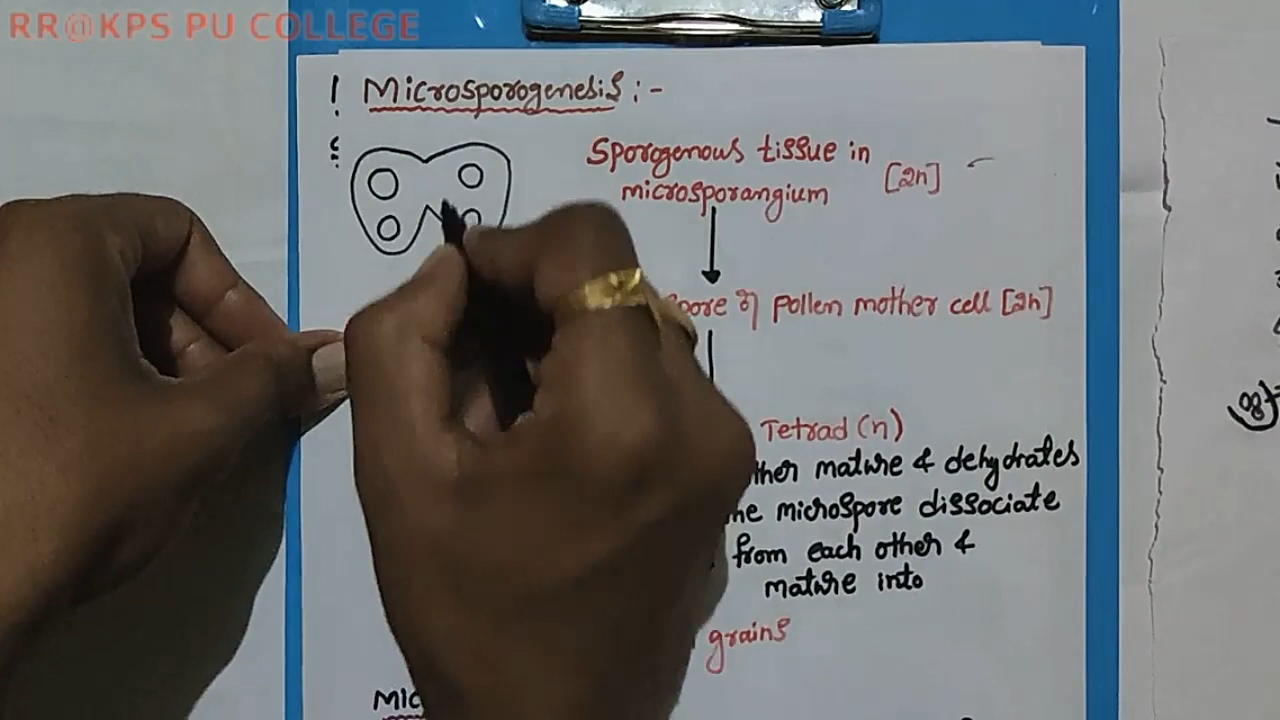 RR@KPS PU COLLEGE
! Microsporogenesis :-
Sporogenous tissue in
microsporangium [2n]
pollen mother cell [2n]
Tetrad (n)
mature & dehydrates
microspore dissociate
from each other &
mature into
grains